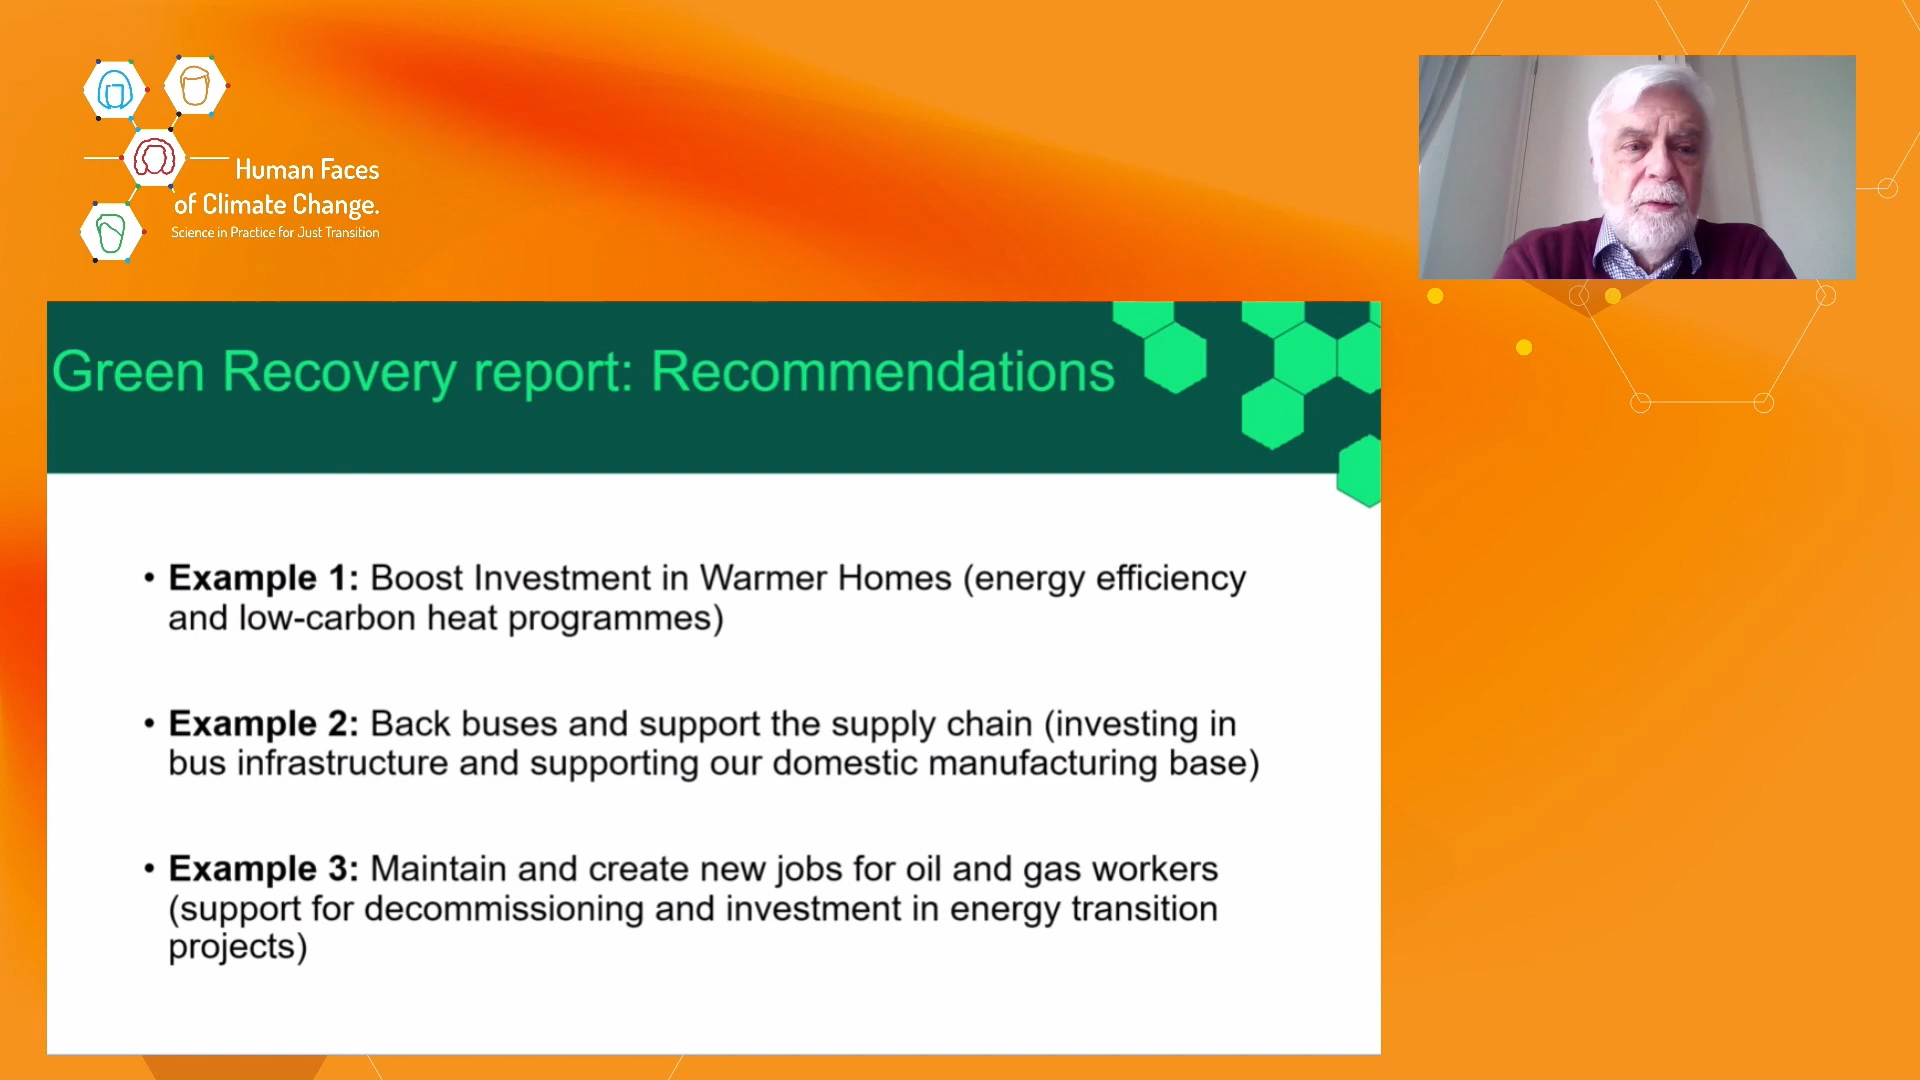 Human Faces
of Climate Change.
Science in Practice for Just Transition
Green Recovery report: Recommendations
• Example 1: Boost Investment in Warmer Homes (energy efficiency
and low-carbon heat programmes)
• Example 2: Back buses and support the supply chain (investing in
bus infrastructure and supporting our domestic manufacturing base)
• Example 3: Maintain and create new jobs for oil and gas workers
(support for decommissioning and investment in energy transition
projects)